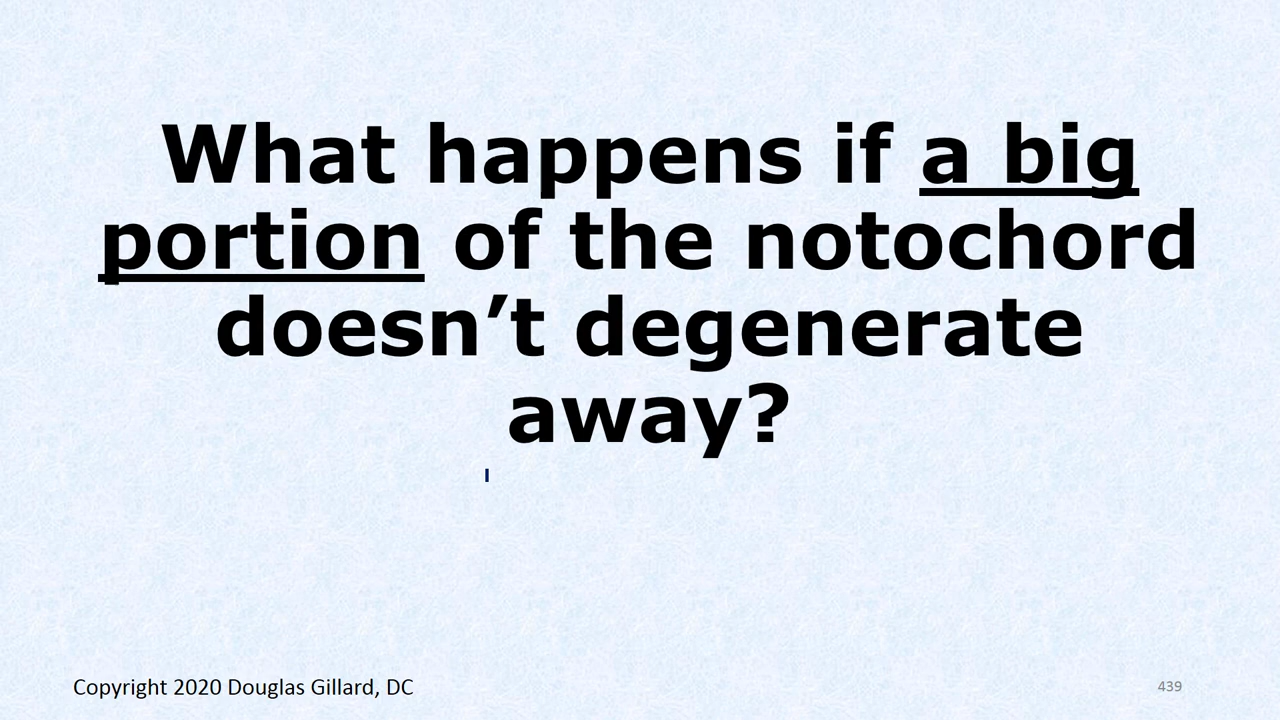 What happens if a big
portion of the notochord
doesn’t degenerate
away?
Copyright 2020 Douglas Gillard, DC
439